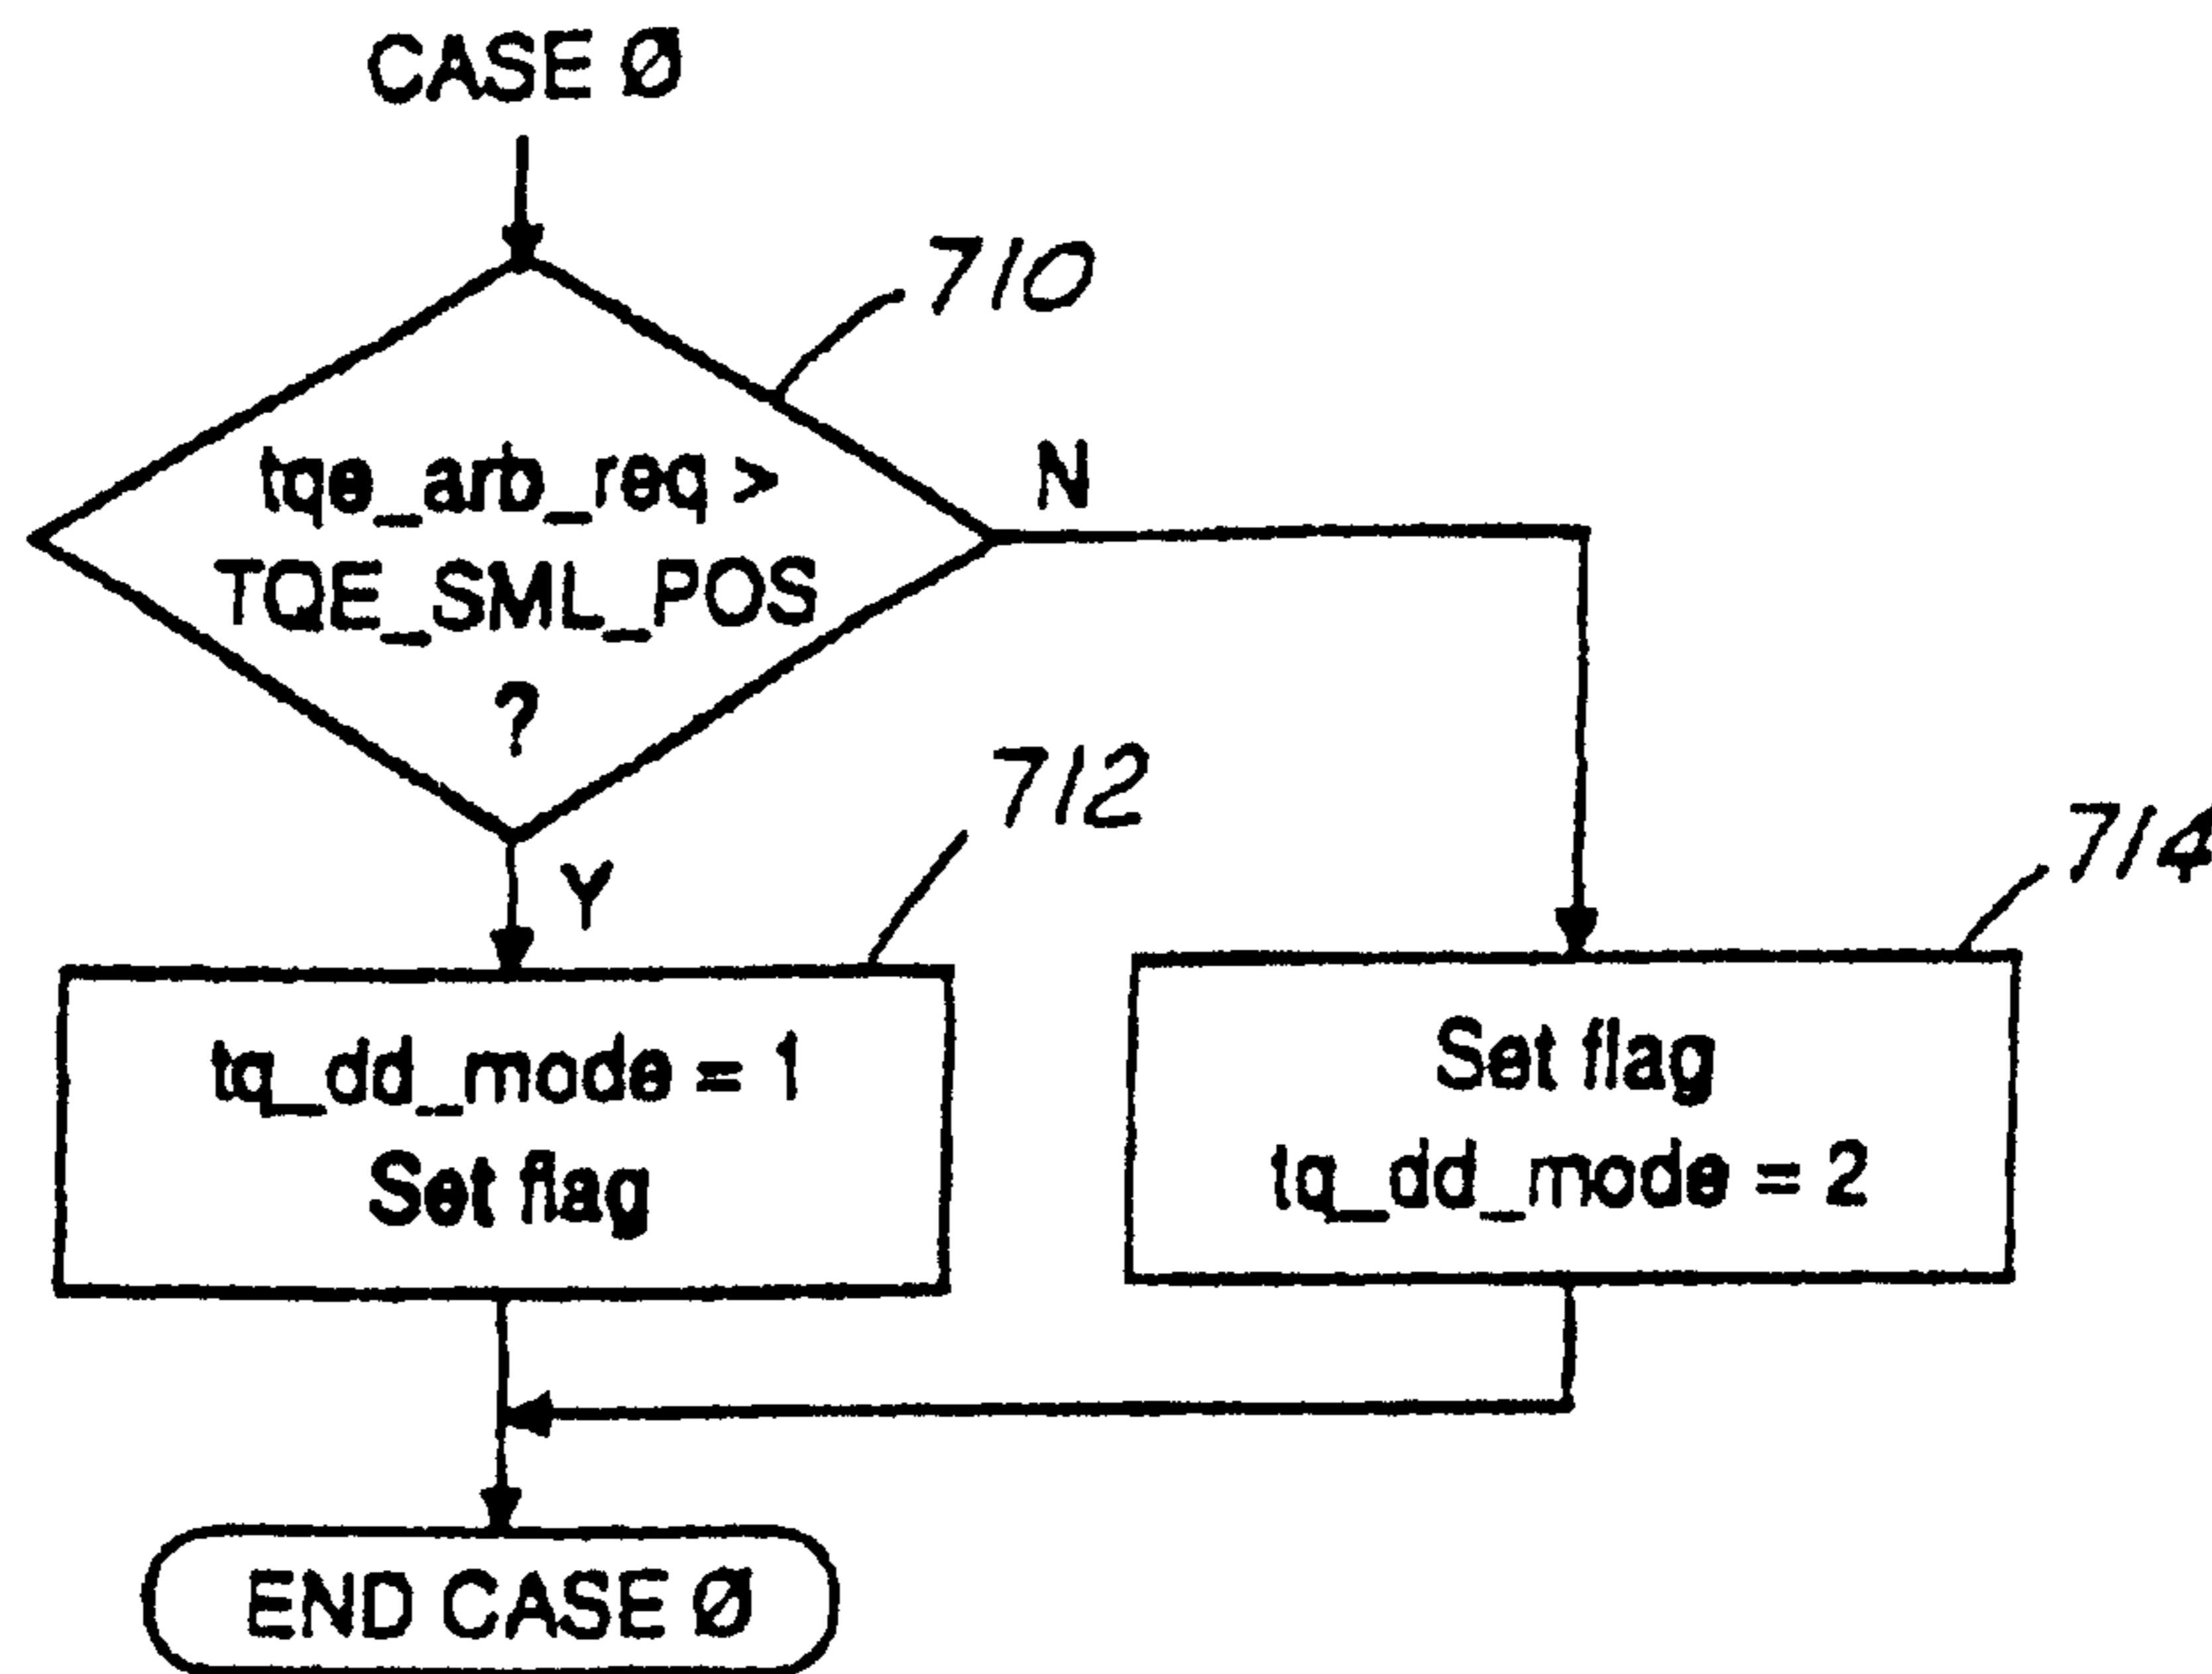 CASE Ø
710
tqe_arb_req >
TQE_SML_POS
?
N
Y
712
714
tq_dd_mode = 1
Set flag
Set flag
tq_dd_mode = 2
END CASE Ø